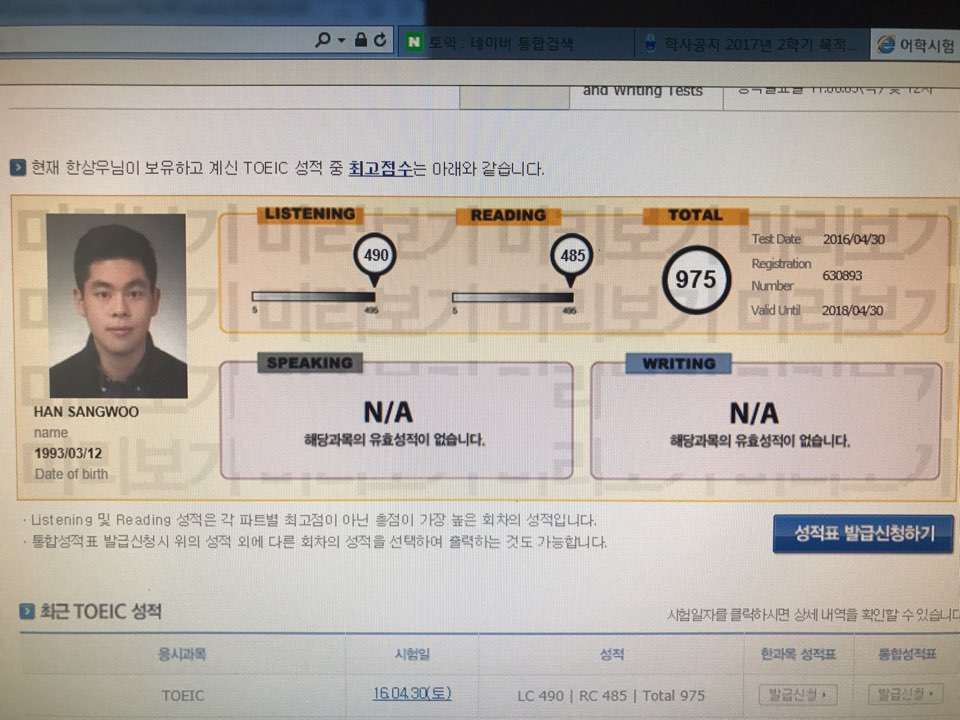 토익 : 네이버 통합검색
학사공지 2017년 2학기 목적...
어학시험
and Writing Tests
현재 한상우님이 보유하고 계신 TOEIC 성적 중 최고점수는 아래와 같습니다.
LISTENING
READING
TOTAL
490
485
975
5
495
5
495
Test Date 2016/04/30
Registration
Number 630893
Valid Until 2018/04/30
미리보기 미리보기 미리보기 미리보기
SPEAKING
WRITING
N/A
해당과목의 유효성적이 없습니다.
N/A
해당과목의 유효성적이 없습니다.
HAN SANGWOO
name
1993/03/12
Date of birth
· Listening 및 Reading 성적은 각 파트별 최고점이 아닌 총점이 가장 높은 회차의 성적입니다.
· 통합성적표 발급신청시 위의 성적 외에 다른 회차의 성적을 선택하여 출력하는 것도 가능합니다.
성적표 발급신청하기
최근 TOEIC 성적
시험일자를 클릭하시면 상세 내역을 확인할 수 있습니다
응시과목 시험일 성적 한과목 성적표 통합성적표
TOEIC 16.04.30(토) LC 490 | RC 485 | Total 975 발급신청 발급신청